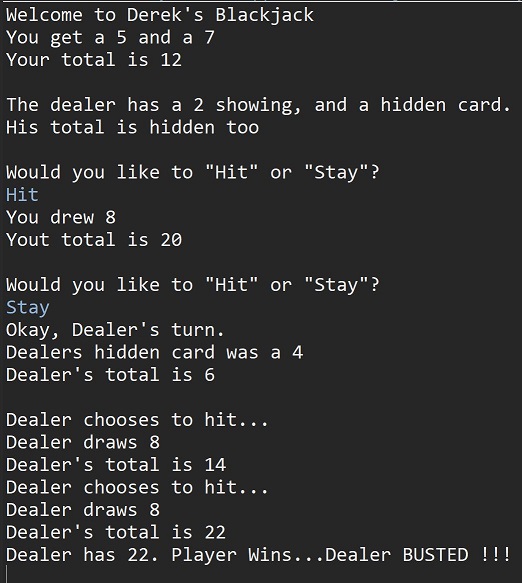 Welcome to Derek's Blackjack
You get a 5 and a 7
Your total is 12
The dealer has a 2 showing, and a hidden card.
His total is hidden too
Would you like to "Hit" or "Stay"?
Hit
You drew 8
Yout total is 20
Would you like to "Hit" or "Stay"?
Stay
Okay, Dealer's turn.
Dealers hidden card was a 4
Dealer's total is 6
Dealer chooses to hit...
Dealer draws 8
Dealer's total is 14
Dealer chooses to hit...
Dealer draws 8
Dealer's total is 22
Dealer has 22. Player Wins...Dealer BUSTED !!!